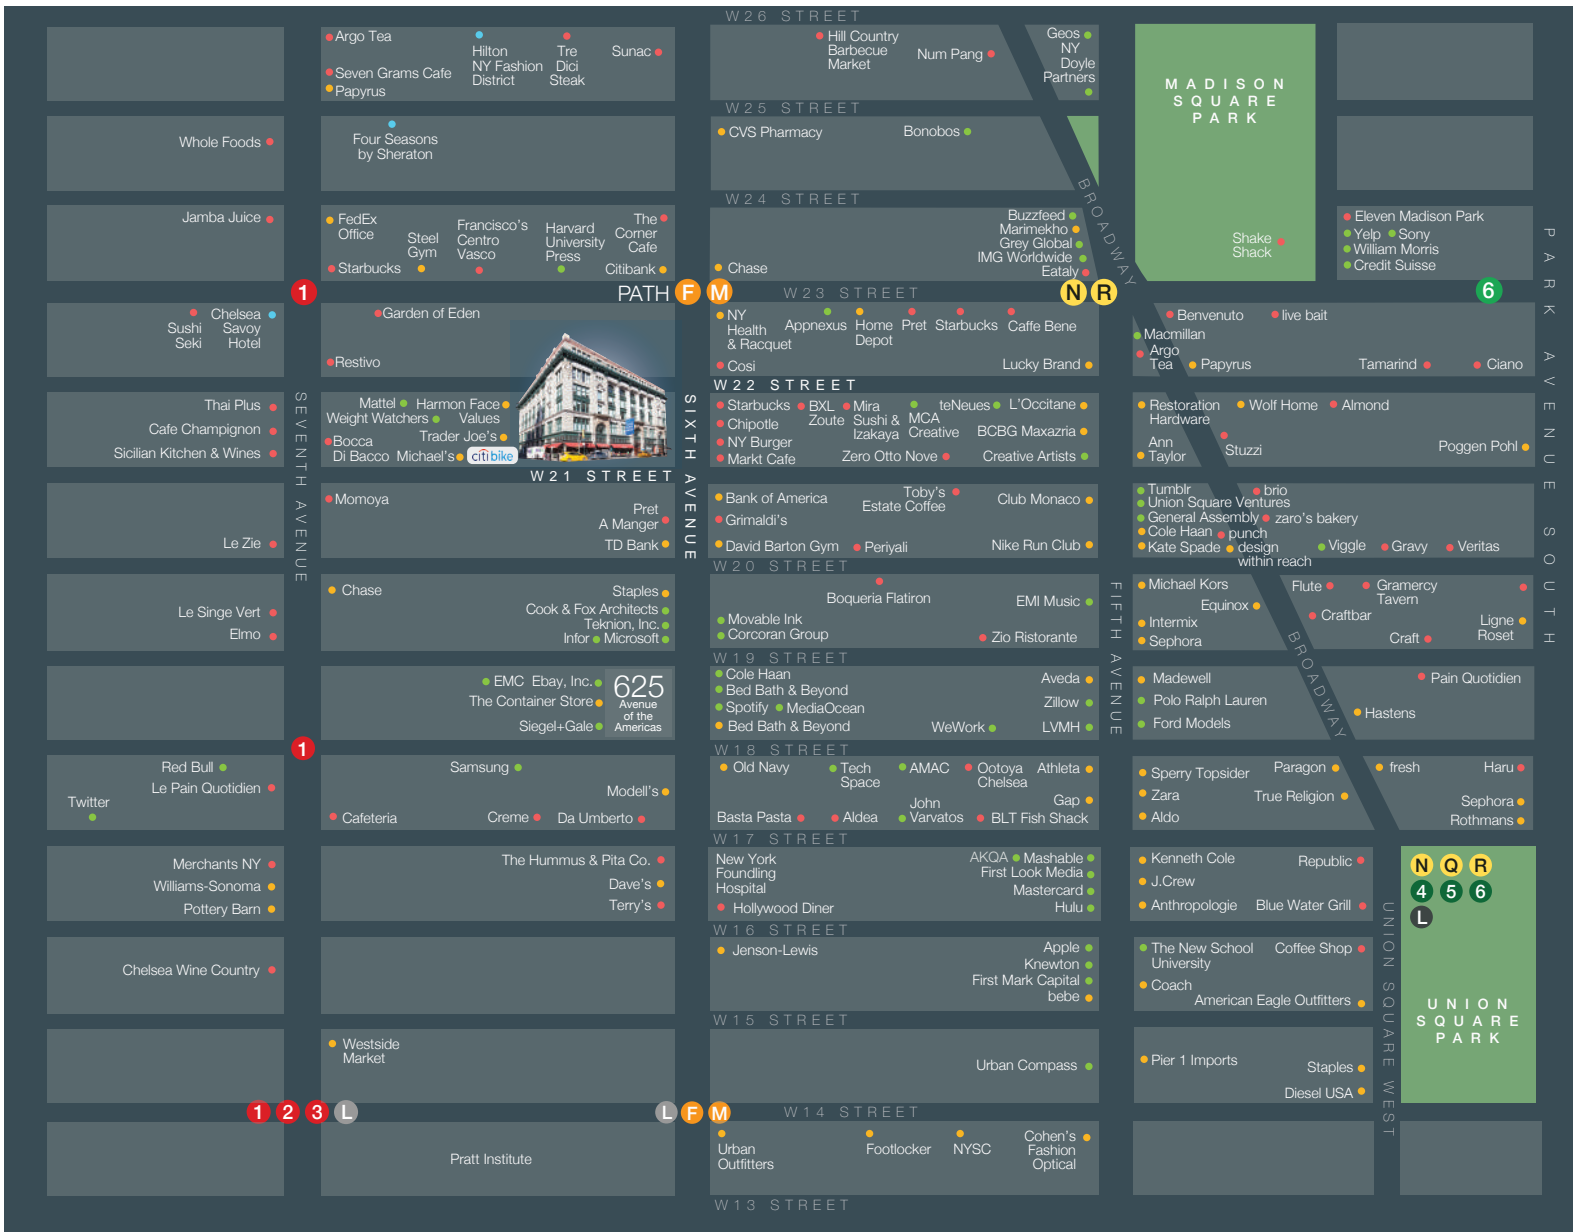 W26 STREET
Argo Tea
Seven Grams Cafe
Papyrus
Hilton
NY Fashion
District
Tre
Dici
Steak
Sunac
Hill Country
Barbecue
Market
Num Pang
Geos
NY
Doyle
Partners
MADISON
SQUARE
PARK
W25 STREET
Whole Foods
Four Seasons
by Sheraton
CVS Pharmacy
Bonobos
BROADWAY
W24 STREET
Jamba Juice
FedEx
Office
Starbucks
Steel
Gym
Francisco's
Centro
Vasco
Harvard
University
Press
The
Corner
Cafe
Citibank
Chase
Buzzfeed
Marimekho
Grey Global
IMG Worldwide
Eataly
Shake
Shack
Eleven Madison Park
Yelp Sony
William Morris
Credit Suisse
PARK AVENUE SOUTH
1
PATH F M
W23 STREET
N R
6
Sushi
Seki
Chelsea
Savoy
Hotel
Garden of Eden
Restivo
NY
Health
& Racquet
Cosi
Appnexus
Home
Depot
Pret
Starbucks
Caffe Bene
Lucky Brand
Benvenuto
live bait
Macmillan
Argo
Tea
Papyrus
Tamarind
Ciano
W22 STREET
SEVENTH AVENUE
SIXTH AVENUE
Thai Plus
Cafe Champignon
Sicilian Kitchen & Wines
Mattel
Harmon Face
Values
Weight Watchers
Trader Joe's
Bocca
Di Bacco
Michael's
citibike
Starbucks
Chipotle
NY Burger
Markt Cafe
BXL
Zoute
Mira
Sushi &
Izakaya
MCA
Creative
teNeues
L'Occitane
BCBG Maxazria
Zero Otto Nove
Creative Artists
Restoration
Hardware
Wolf Home
Almond
Ann
Taylor
Stuzzi
Poggen Pohl
W21 STREET
Momoya
Le Zie
Pret
A Manger
TD Bank
Bank of America
Grimaldi's
David Barton Gym
Toby's
Estate Coffee
Periyali
Club Monaco
Nike Run Club
Tumblr
brio
Union Square Ventures
General Assembly
zaro's bakery
Cole Haan
punch
Kate Spade
design
within reach
Viggle
Gravy
Veritas
W20 STREET
FIFTH AVENUE
Le Singe Vert
Elmo
Chase
Staples
Cook & Fox Architects
Teknion, Inc.
Infor Microsoft
Boqueria Flatiron
EMI Music
Movable Ink
Corcoran Group
Zio Ristorante
Michael Kors
Equinox
Intermix
Sephora
Flute
Gramercy
Tavern
Craftbar
Craft
Ligne
Roset
BROADWAY
W19 STREET
EMC Ebay, Inc.
The Container Store
Siegel+Gale
625
Avenue
of the
Americas
Cole Haan
Bed Bath & Beyond
Spotify MediaOcean
Bed Bath & Beyond
WeWork
Aveda
Zillow
LVMH
Madewell
Polo Ralph Lauren
Ford Models
Pain Quotidien
Hastens
1
W18 STREET
Red Bull
Le Pain Quotidien
Twitter
Samsung
Modell's
Cafeteria
Creme
Da Umberto
Old Navy
Tech
Space
AMAC
Ootoya
Chelsea
Athleta
Gap
Basta Pasta
Aldea
John
Varvatos
BLT Fish Shack
Sperry Topsider
Paragon
Zara
True Religion
Aldo
fresh
Haru
Sephora
Rothmans
W17 STREET
Merchants NY
Williams-Sonoma
Pottery Barn
The Hummus & Pita Co.
Dave's
Terry's
New York
Foundling
Hospital
Hollywood Diner
AKQA Mashable
First Look Media
Mastercard
Hulu
Kenneth Cole
Republic
J.Crew
Anthropologie
Blue Water Grill
N Q R
4 5 6
L
UNION SQUARE WEST
W16 STREET
Chelsea Wine Country
Jenson-Lewis
Apple
Knewton
First Mark Capital
bebe
The New School
University
Coffee Shop
Coach
American Eagle Outfitters
UNION
SQUARE
PARK
W15 STREET
Westside
Market
Urban Compass
Pier 1 Imports
Staples
Diesel USA
1 2 3 L
L F M
W14 STREET
Pratt Institute
Urban
Outfitters
Footlocker
NYSC
Cohen's
Fashion
Optical
W13 STREET